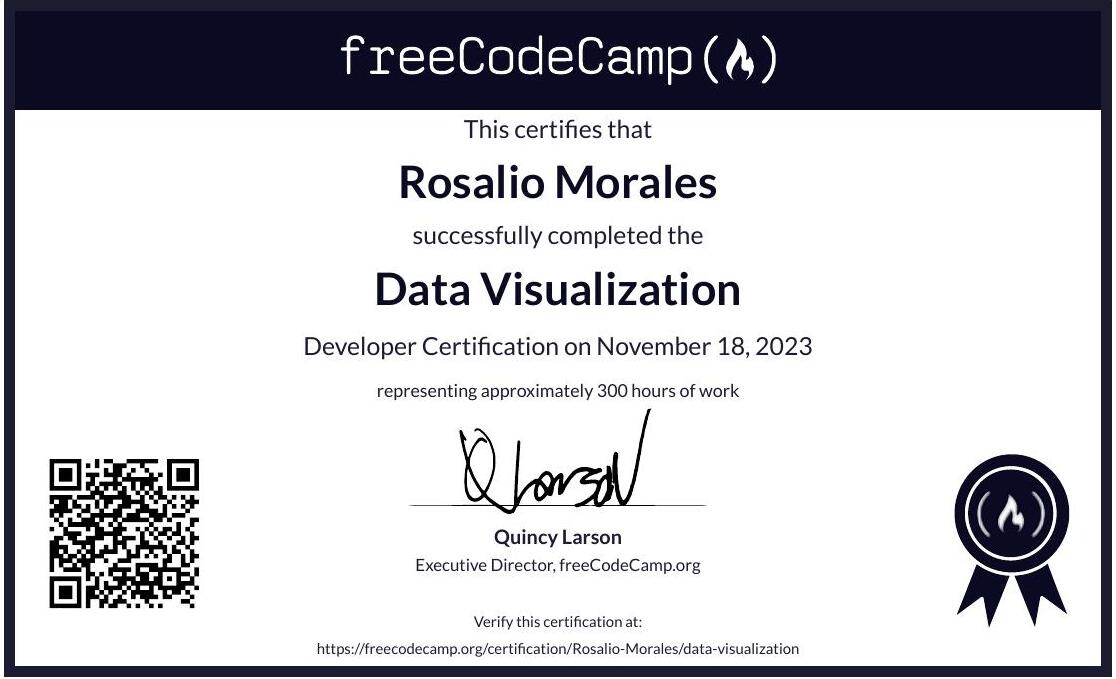 freeCodeCamp
This certifies that
Rosalio Morales
successfully completed the
Data Visualization
Developer Certification on November 18, 2023
representing approximately 300 hours of work
Q Larson
Quincy Larson
Executive Director, freeCodeCamp.org
Verify this certification at:
https://freecodecamp.org/certification/Rosalio-Morales/data-visualization